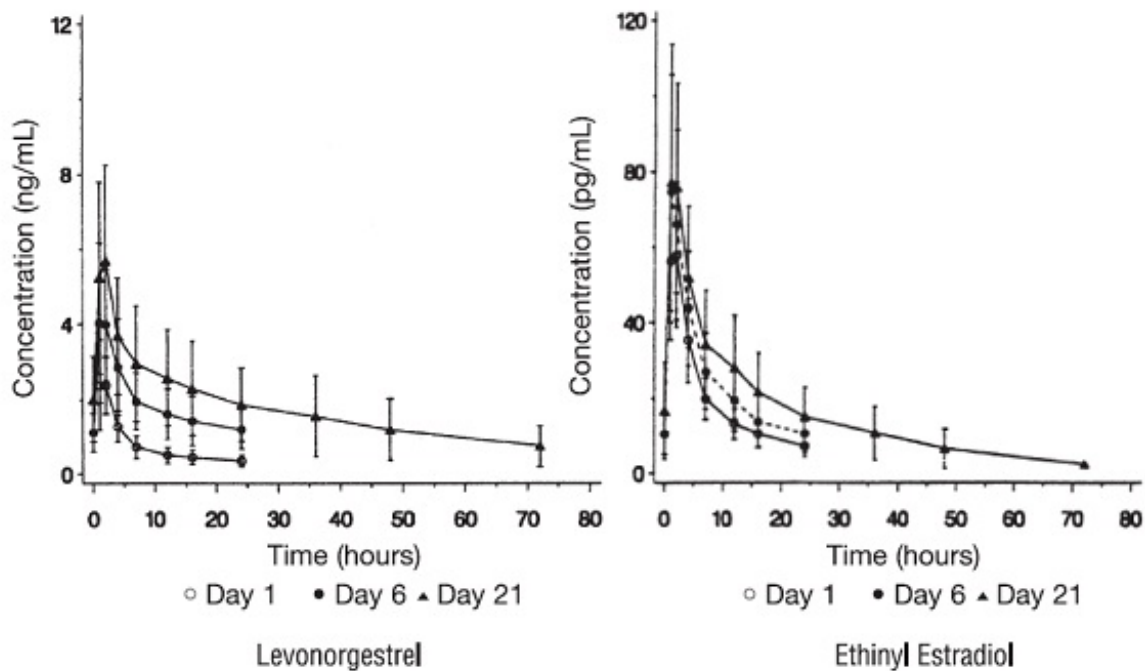 12
8
4
0
Concentration (ng/mL)
0 10 20 30 40 50 60 70 80
Time (hours)
○ Day 1 ● Day 6 ▲ Day 21
Levonorgestrel
120
80
40
0
Concentration (pg/mL)
0 10 20 30 40 50 60 70 80
Time (hours)
○ Day 1 ● Day 6 ▲ Day 21
Ethinyl Estradiol